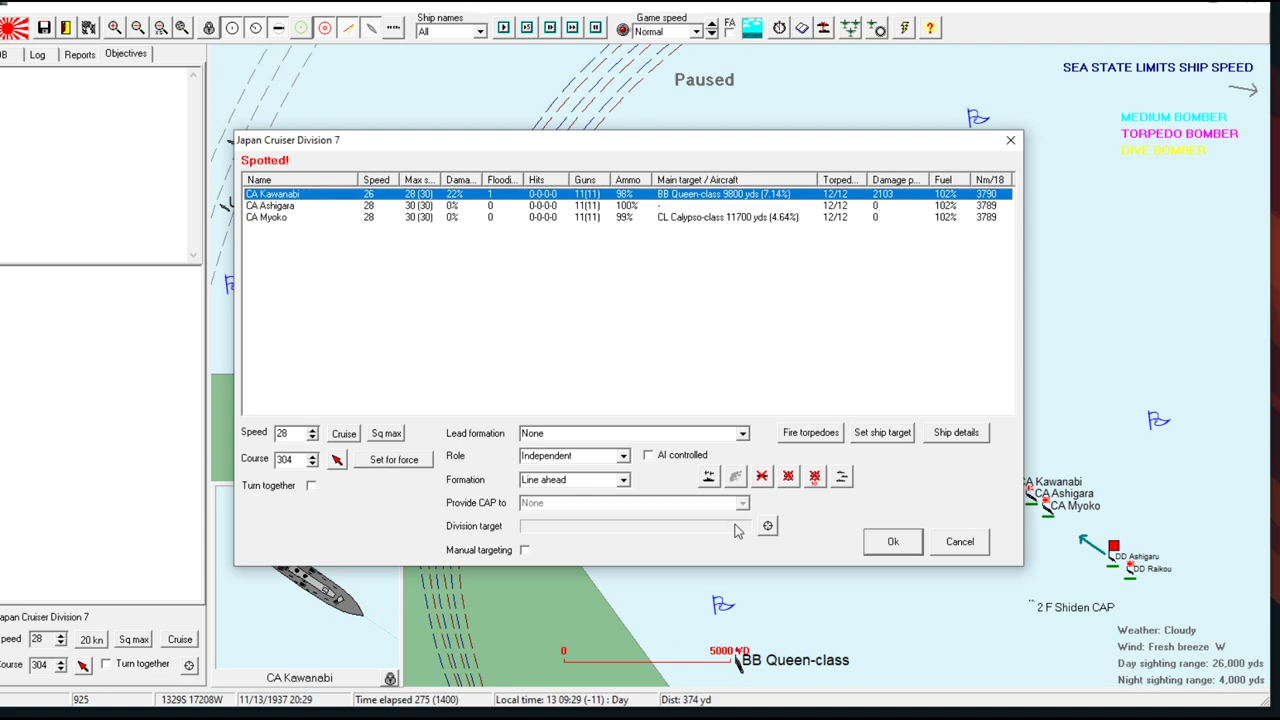 Ship names
All
Game speed
Normal
FA
?
Log
Reports
Objectives
Paused
SEA STATE LIMITS SHIP SPEED
MEDIUM BOMBER
TORPEDO BOMBER
DIVE BOMBER
Japan Cruiser Division 7
Spotted!
Name Speed Max s... Dama... Floodi... Hits Guns Ammo Main target / Aircraft Torped... Damage p... Fuel Nm/18
CA Kawanabi 26 28 (30) 22% 1 0-0-0-0 11(11) 98% BB Queen-class 9800 yds (7.14%) 12/12 2103 102% 3790
CA Ashigara 28 30 (30) 0% 0 0-0-0-0 11(11) 100% - 12/12 0 102% 3789
CA Myoko 28 30 (30) 0% 0 0-0-0-0 11(11) 99% CL Calypso-class 11700 yds (4.64%) 12/12 0 102% 3789
Speed 28 Cruise Sq max
Course 304 Set for force
Turn together
Lead formation None
Role Independent AI controlled
Formation Line ahead
Provide CAP to None
Division target
Manual targeting
Fire torpedoes Set ship target Ship details
10
Ok Cancel
CA Kawanabi
CA Ashigara
CA Myoko
DD Ashigaru
DD Raikou
2 F Shiden CAP
0 5000 YD
BB Queen-class
Weather: Cloudy
Wind: Fresh breeze W
Day sighting range: 26,000 yds
Night sighting range: 4,000 yds
apan Cruiser Division 7
peed 28 20 kn Sq max Cruise
ourse 304 Turn together
CA Kawanabi
925 1329S 17208W 11/13/1937 20:29 Time elapsed 275 (1400) Local time: 13 09:29 (-11) : Day Dist: 374 yd